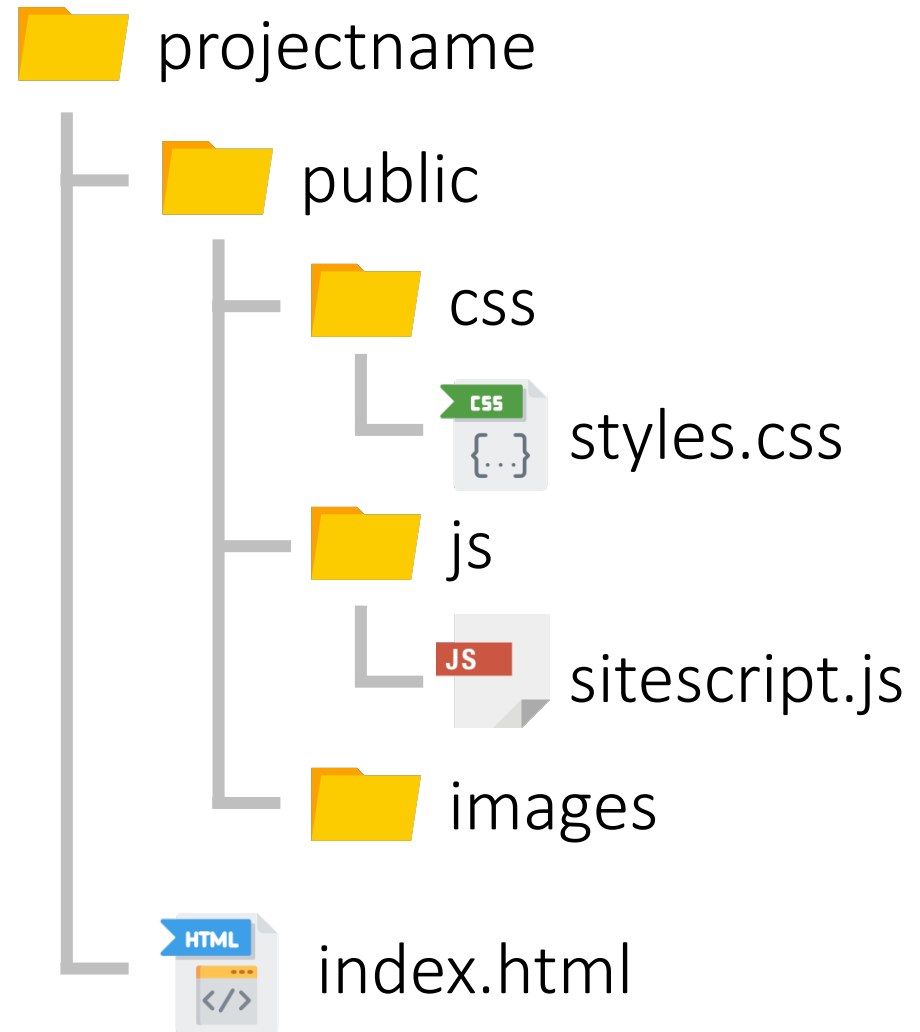 projectname
public
css
CSS
{...}
styles.css
js
JS
sitescript.js
images
HTML
</>
index.html